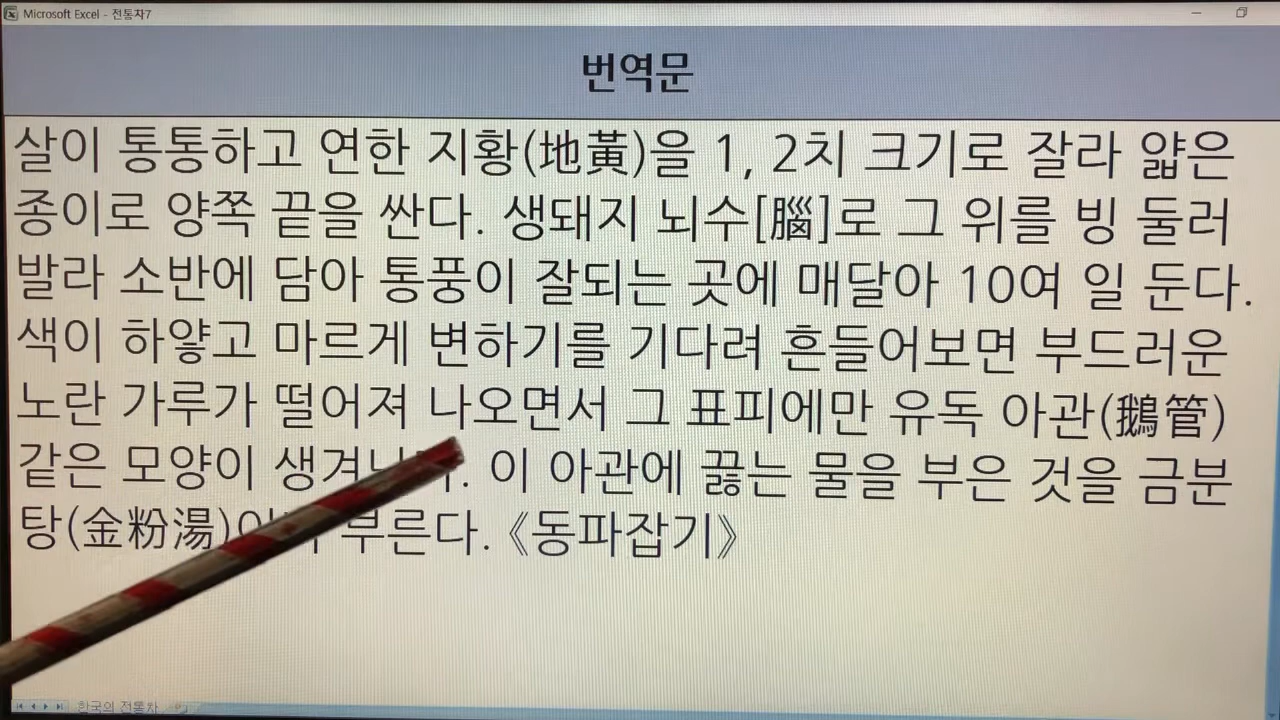 Microsoft Excel - 전통차7
번역문
살이 통통하고 연한 지황(地黃)을 1, 2치 크기로 잘라 얇은
종이로 양쪽 끝을 싼다. 생돼지 뇌수[腦]로 그 위를 빙 둘러
발라 소반에 담아 통풍이 잘되는 곳에 매달아 10여 일 둔다.
색이 하얗고 마르게 변하기를 기다려 흔들어보면 부드러운
노란 가루가 떨어져 나오면서 그 표피에만 유독 아관(鵝管)
같은 모양이 이 아관에 끓는 물을 부은 것을 금분
탕(金粉湯) 부른다. 《동파잡기》
한국의 전통차